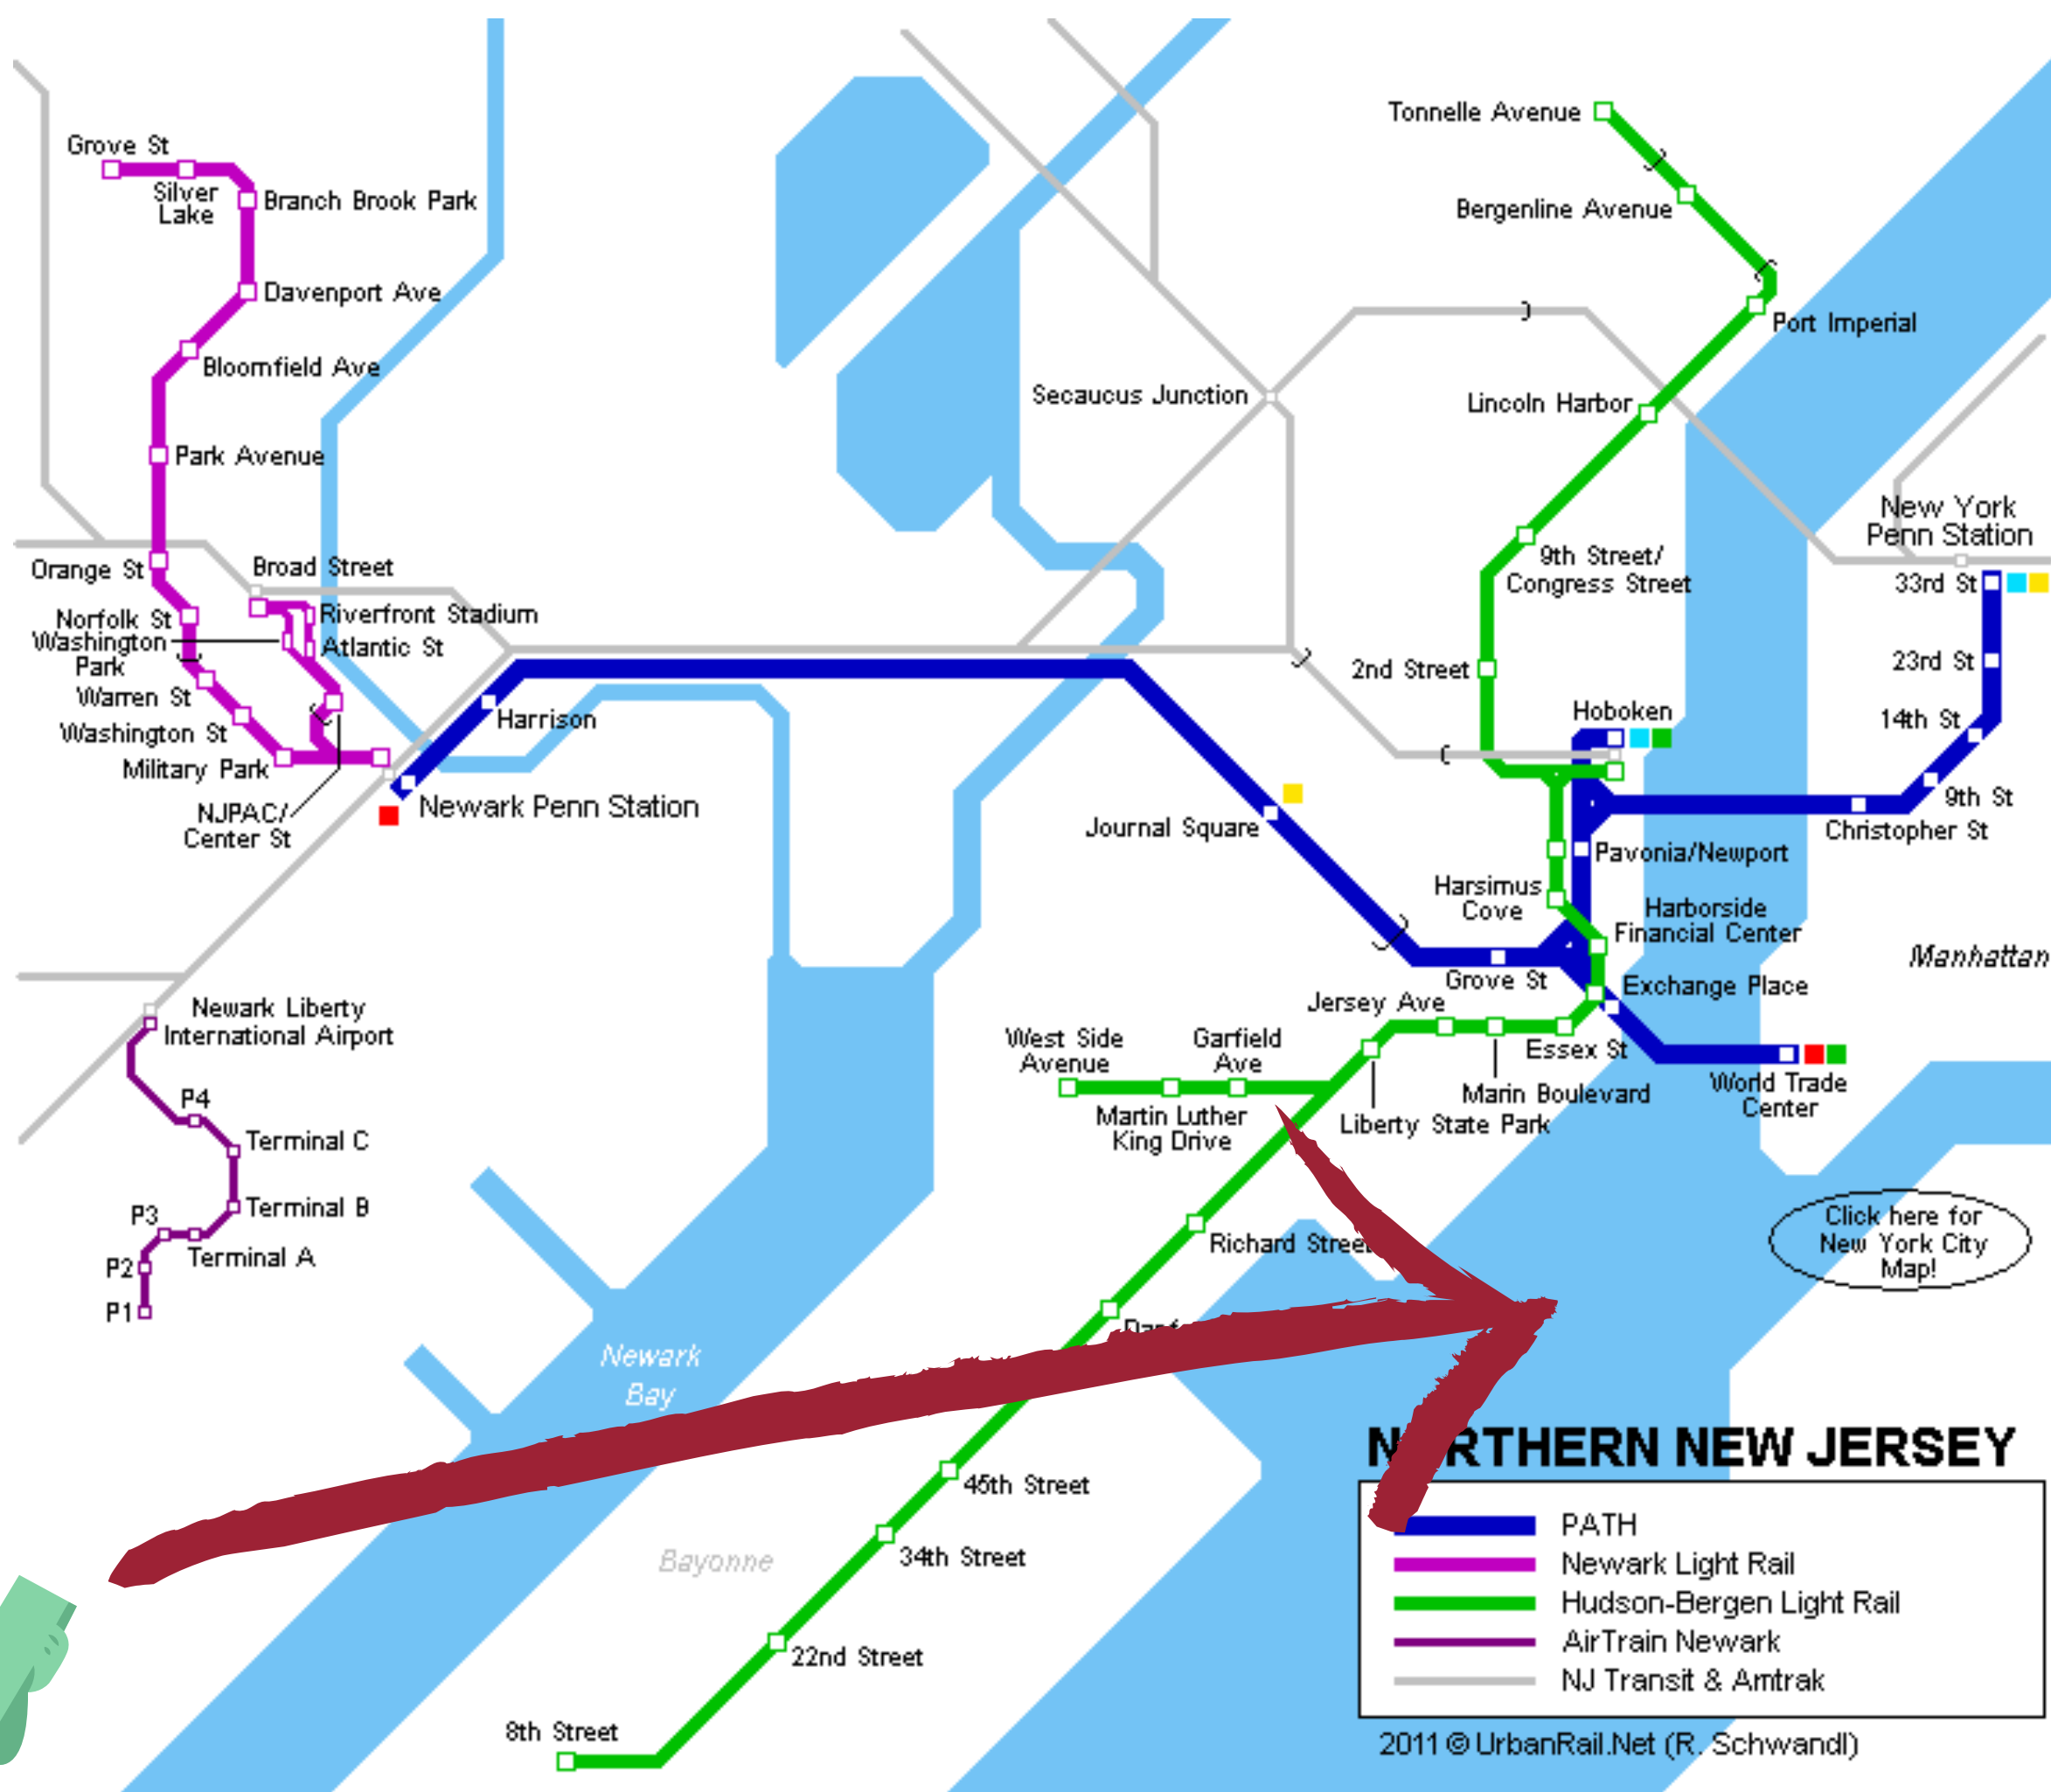 Grove St
Silver
Lake
Branch Brook Park
Davenport Ave
Bloomfield Ave
Park Avenue
Orange St
Norfolk St
Washington
Park
Warren St
Washington St
Military Park
Broad Street
Riverfront Stadium
Atlantic St
NJPAC/
Center St
Harrison
Newark Penn Station
Newark Liberty
International Airport
P4
Terminal C
Terminal B
P3
Terminal A
P2
P1
Secaucus Junction
Tonnelle Avenue
Bergenline Avenue
Port Imperial
Lincoln Harbor
9th Street/
Congress Street
2nd Street
Hoboken
New York
Penn Station
33rd St
23rd St
14th St
9th St
Christopher St
Journal Square
Pavonia/Newport
Harsimus
Cove
Harborside
Financial Center
Manhattan
Grove St
Exchange Place
Jersey Ave
Essex St
Marin Boulevard
World Trade
Center
West Side
Avenue
Garfield
Ave
Martin Luther
King Drive
Liberty State Park
Richard Street
Click here for
New York City
Map!
Newark
Bay
45th Street
34th Street
Bayonne
22nd Street
8th Street
NORTHERN NEW JERSEY
PATH
Newark Light Rail
Hudson-Bergen Light Rail
AirTrain Newark
NJ Transit & Amtrak
2011 © UrbanRail.Net (R. Schwandl)